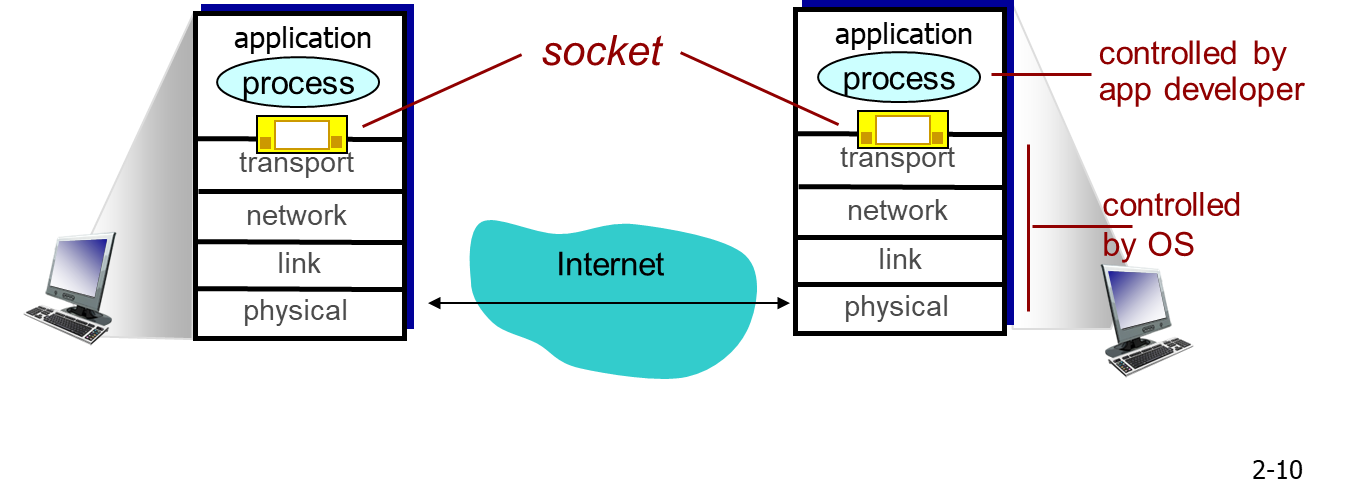 application
process
transport
network
link
physical
socket
Internet
application
process
transport
network
link
physical
controlled by
app developer
controlled
by OS
2-10